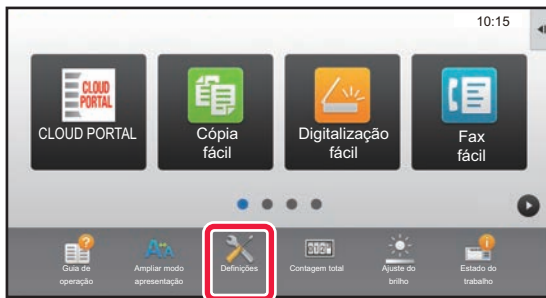 10:15
CLOUD
PORTAL
CLOUD PORTAL
Cópia
fácil
Digitalização
fácil
Fax
fácil
Guia de
operação
Ampliar modo
apresentação
Definições
Contagem total
Ajuste do
brilho
Estado do
trabalho